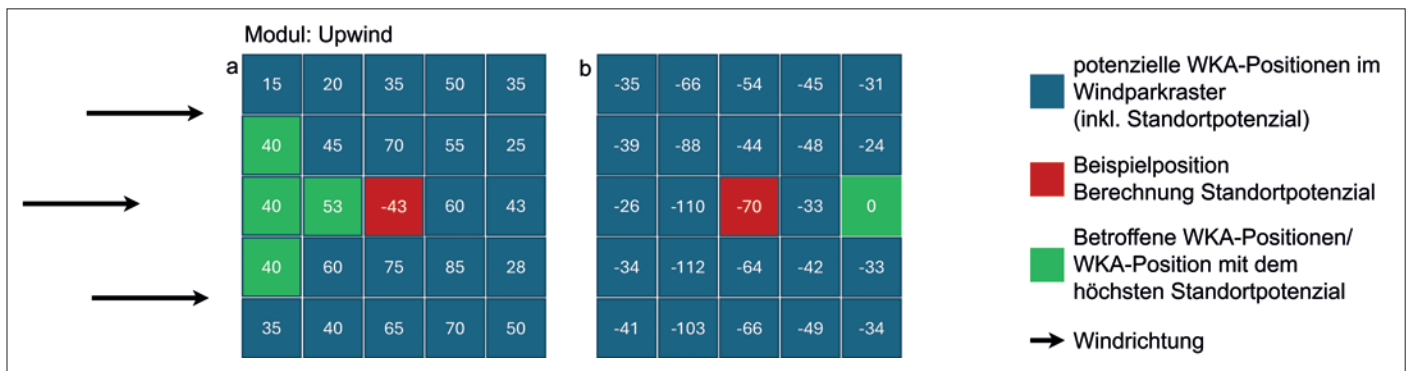 Modul: Upwind
a
15 20 35 50 35
40 45 70 55 25
40 53 -43 60 43
40 60 75 85 28
35 40 65 70 50
b
-35 -66 -54 -45 -31
-39 -88 -44 -48 -24
-26 -110 -70 -33 0
-34 -112 -64 -42 -33
-41 -103 -66 -49 -34
potenzielle WKA-Positionen im
Windparkraster
(inkl. Standortpotenzial)
Beispielposition
Berechnung Standortpotenzial
Betroffene WKA-Positionen/
WKA-Position mit dem
höchsten Standortpotenzial
Windrichtung